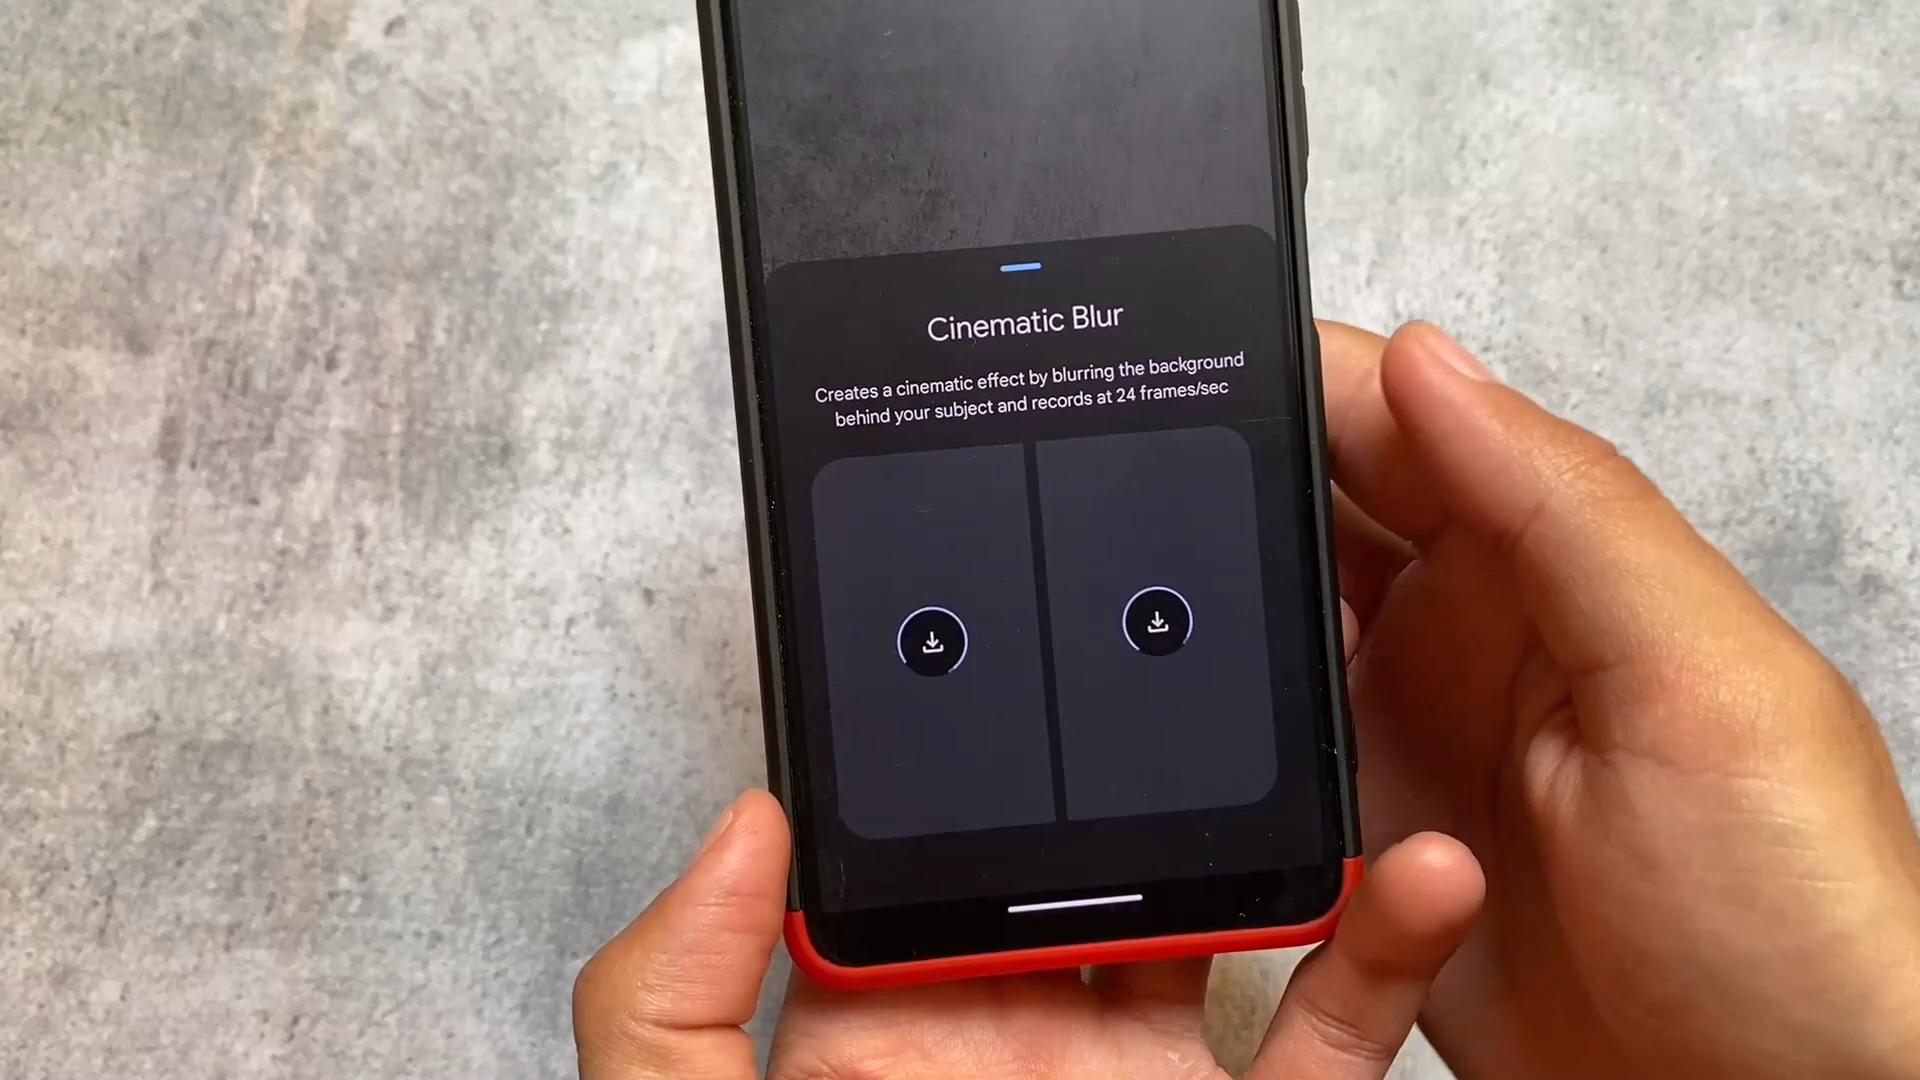 Cinematic Blur
Creates a cinematic effect by blurring the background
behind your subject and records at 24 frames/sec